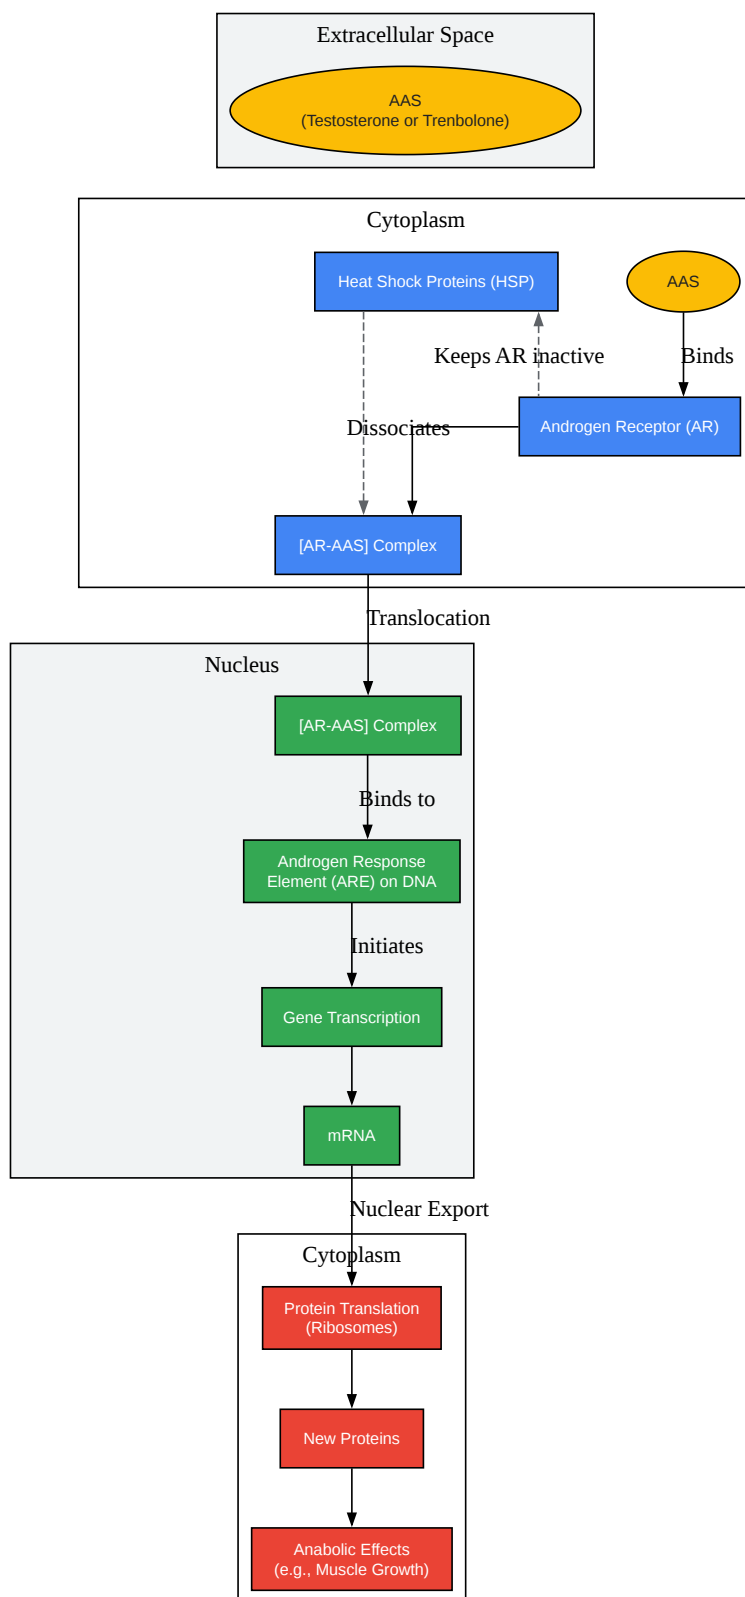 Extracellular Space
AAS
(Testosterone or Trenbolone)
Cytoplasm
Heat Shock Proteins (HSP)
AAS
Keeps AR inactive
Binds
Androgen Receptor (AR)
Dissociates
[AR-AAS] Complex
Translocation
Nucleus
[AR-AAS] Complex
Binds to
Androgen Response
Element (ARE) on DNA
Initiates
Gene Transcription
mRNA
Nuclear Export
Cytoplasm
Protein Translation
(Ribosomes)
New Proteins
Anabolic Effects
(e.g., Muscle Growth)